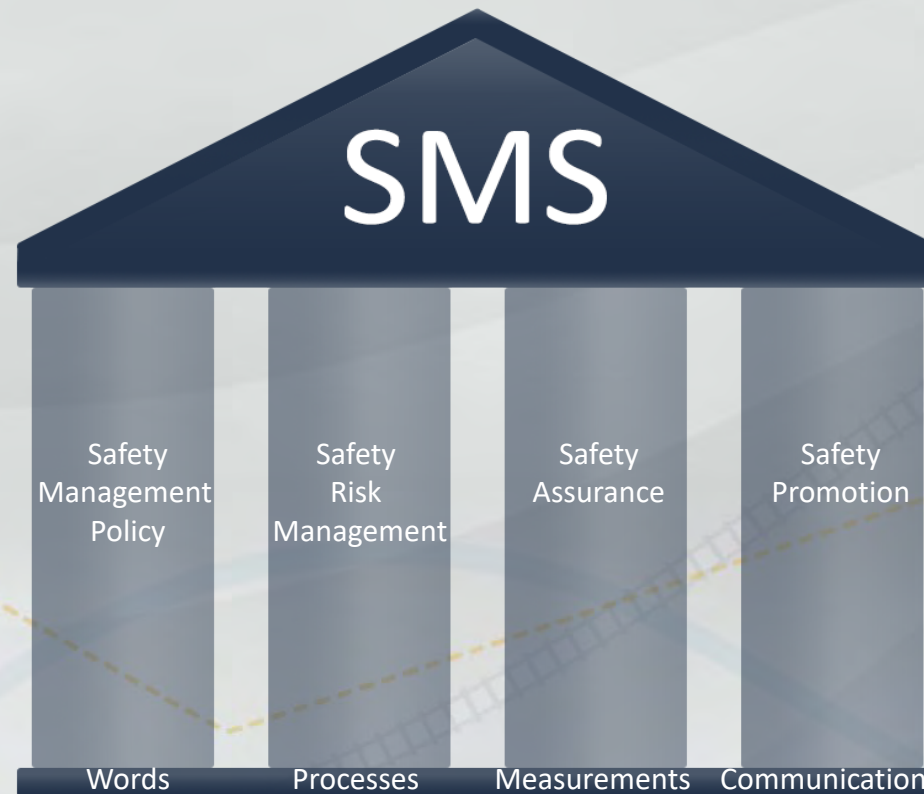 SMS
Safety
Management
Policy
Safety
Risk
Management
Safety
Assurance
Safety
Promotion
Words
Processes
Measurements
Communication